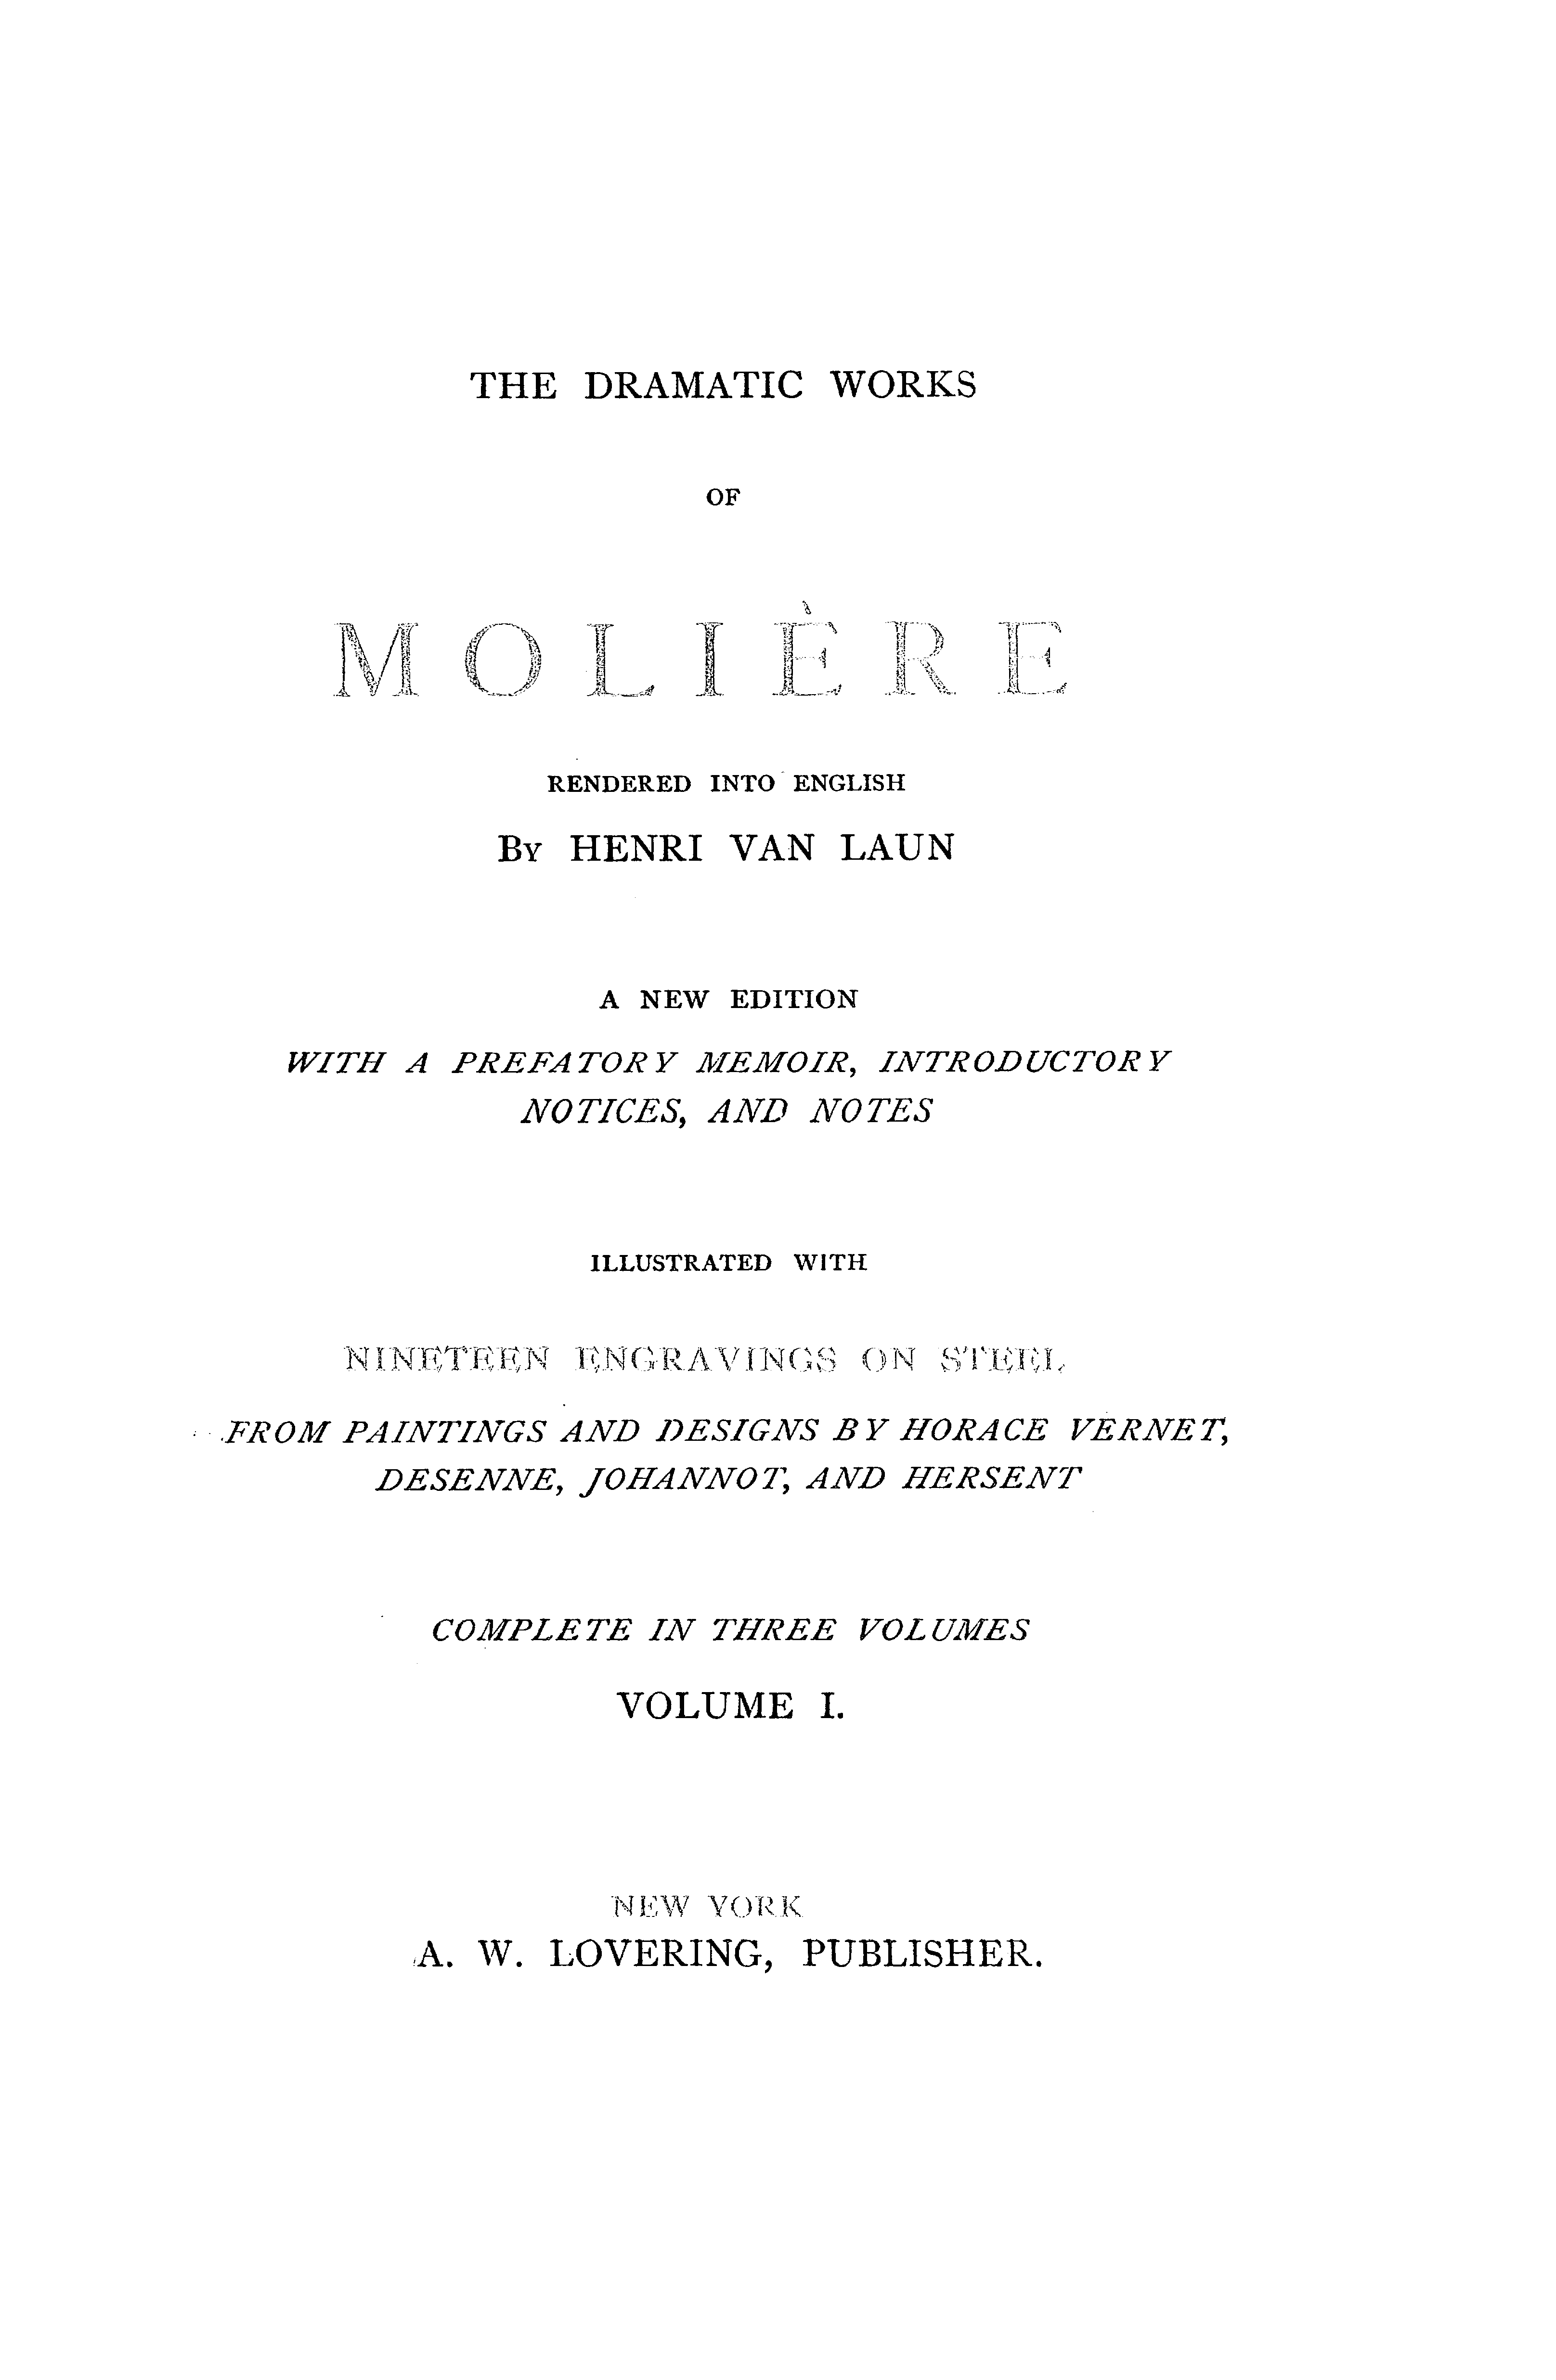 THE DRAMATIC WORKS
OF
MOLIÈRE
RENDERED INTO ENGLISH
By HENRI VAN LAUN
A NEW EDITION
WITH A PREFATORY MEMOIR, INTRODUCTORY
NOTICES, AND NOTES
ILLUSTRATED WITH
NINETEEN ENGRAVINGS ON STEEL
FROM PAINTINGS AND DESIGNS BY HORACE VERNET,
DESENNE, JOHANNOT, AND HERSENT
COMPLETE IN THREE VOLUMES
VOLUME I.
NEW YORK
A. W. LOVERING, PUBLISHER.